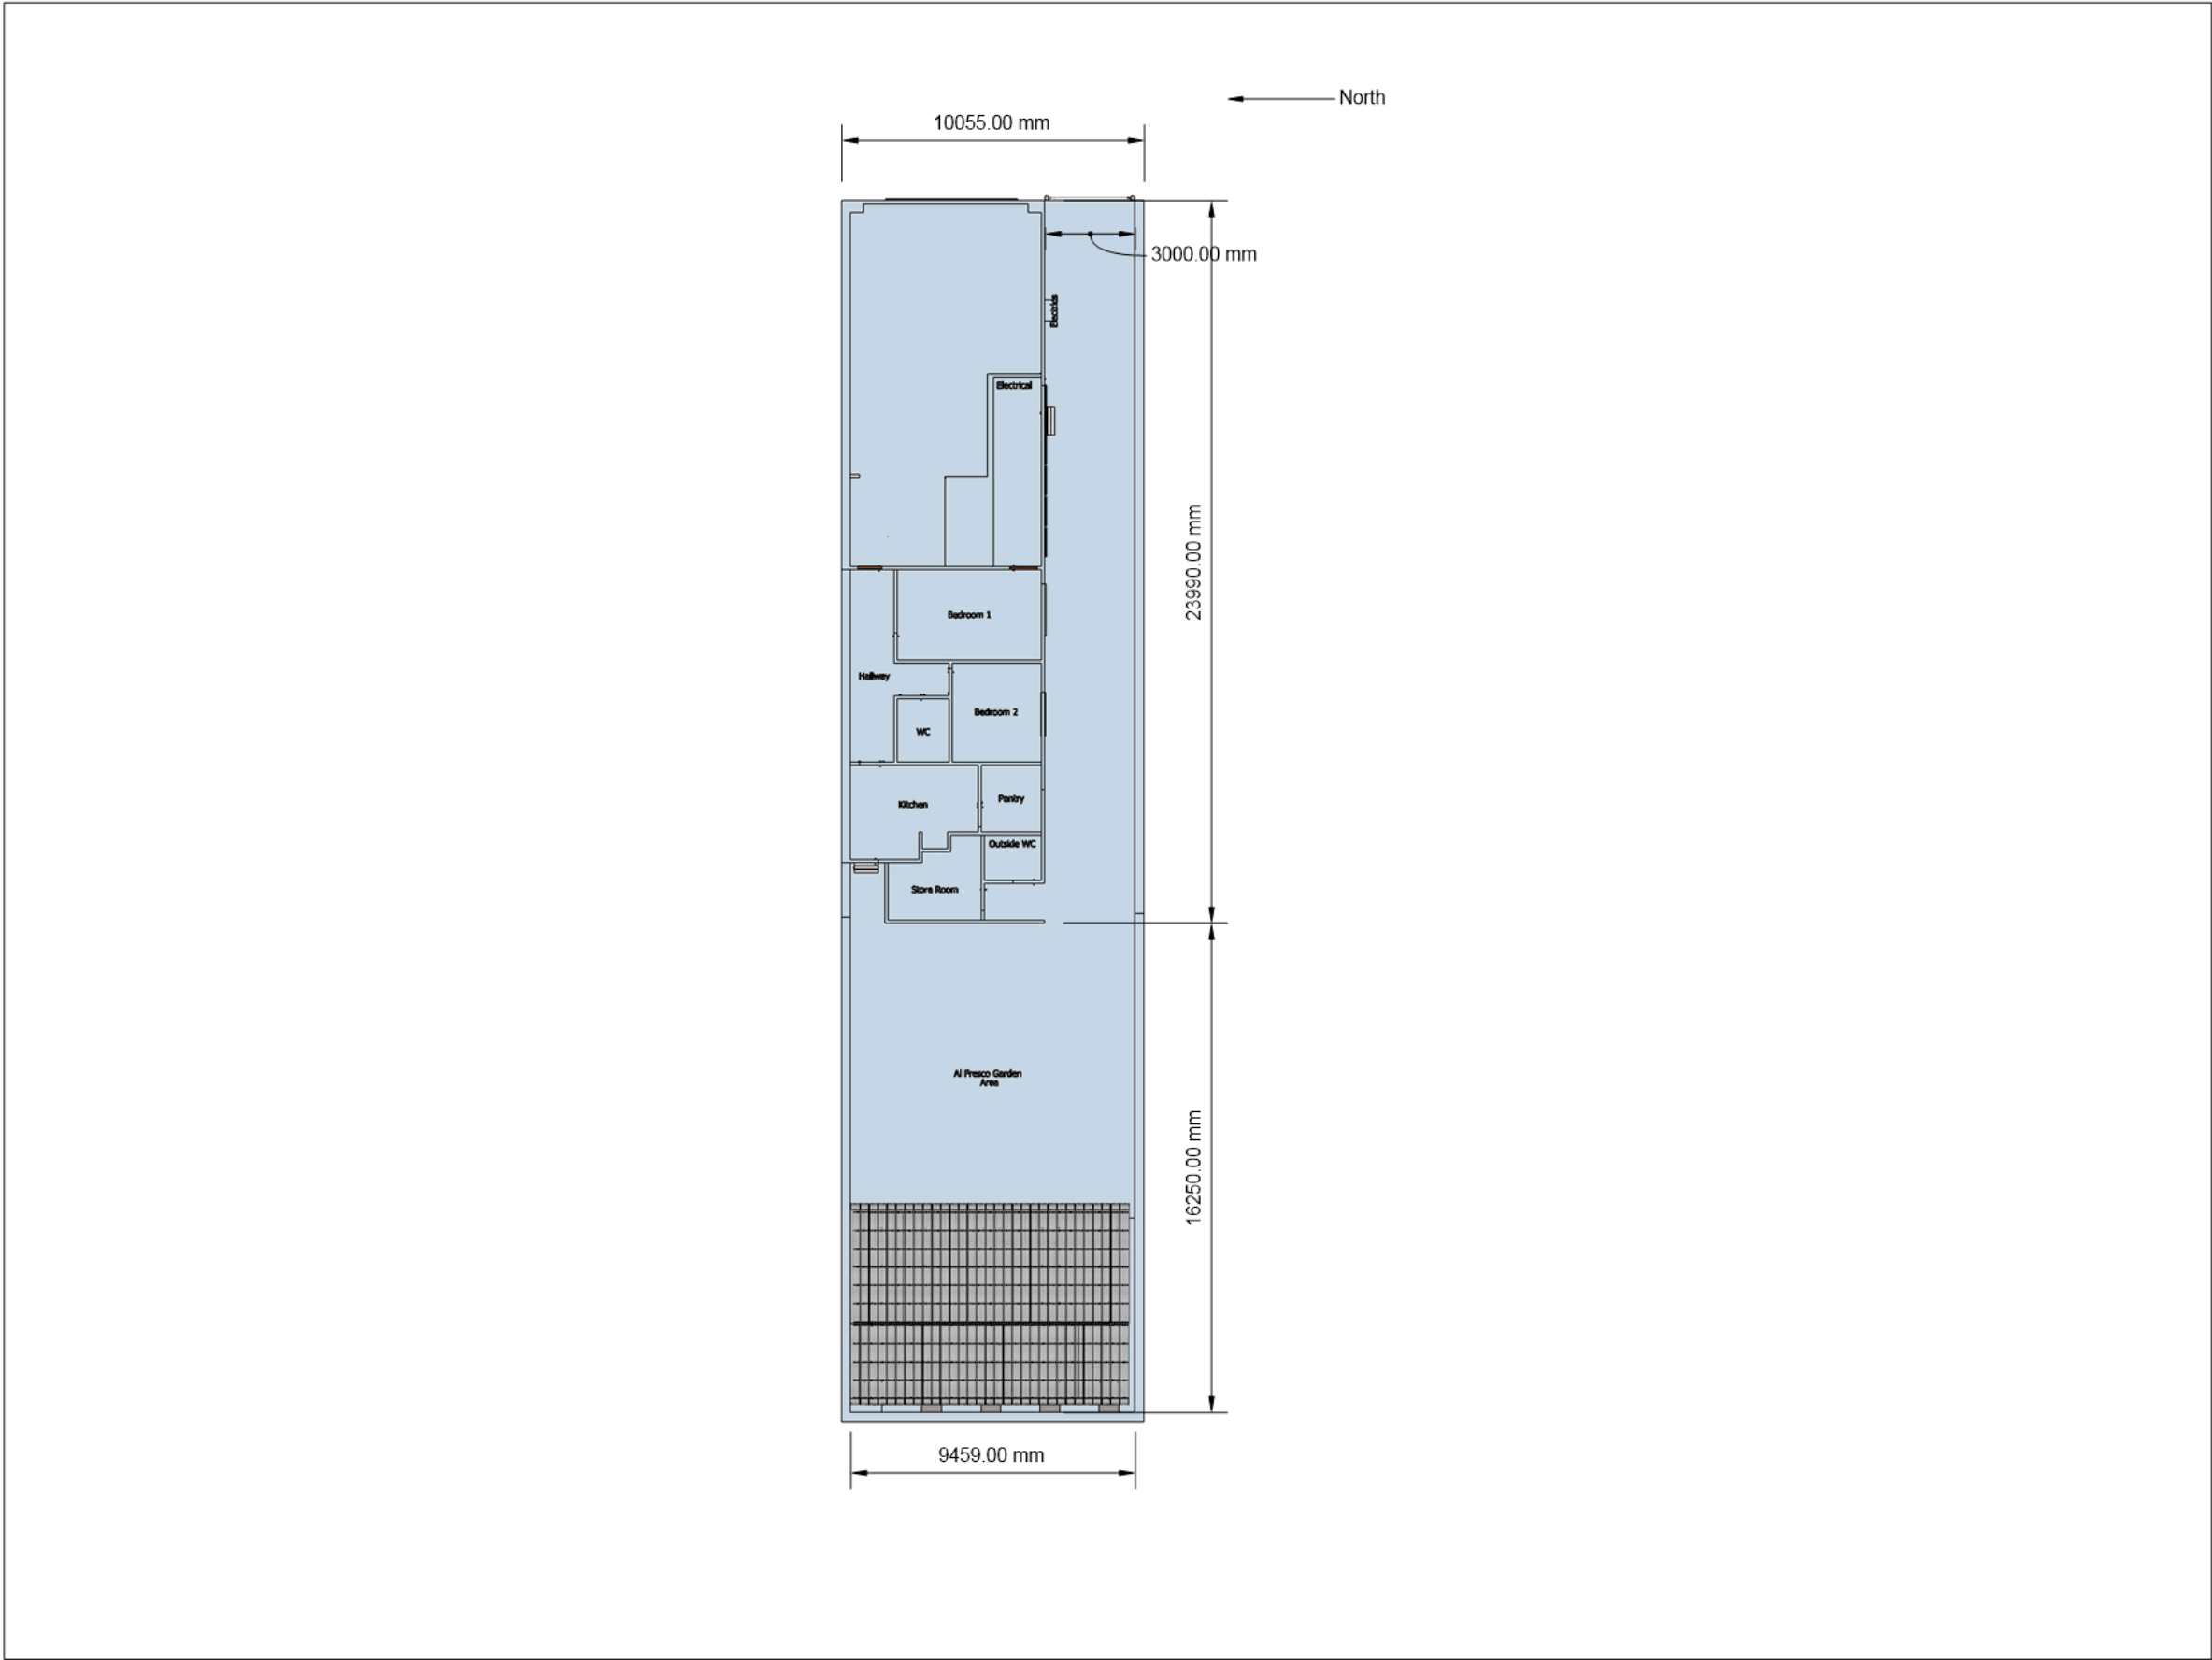 North
10055.00 mm
3000.00 mm
Electrics
Electrical
23990.00 mm
Bedroom 1
Hallway
Bedroom 2
WC
Kitchen
Pantry
Outside WC
Store Room
Al Fresco Garden
Area
16250.00 mm
9459.00 mm